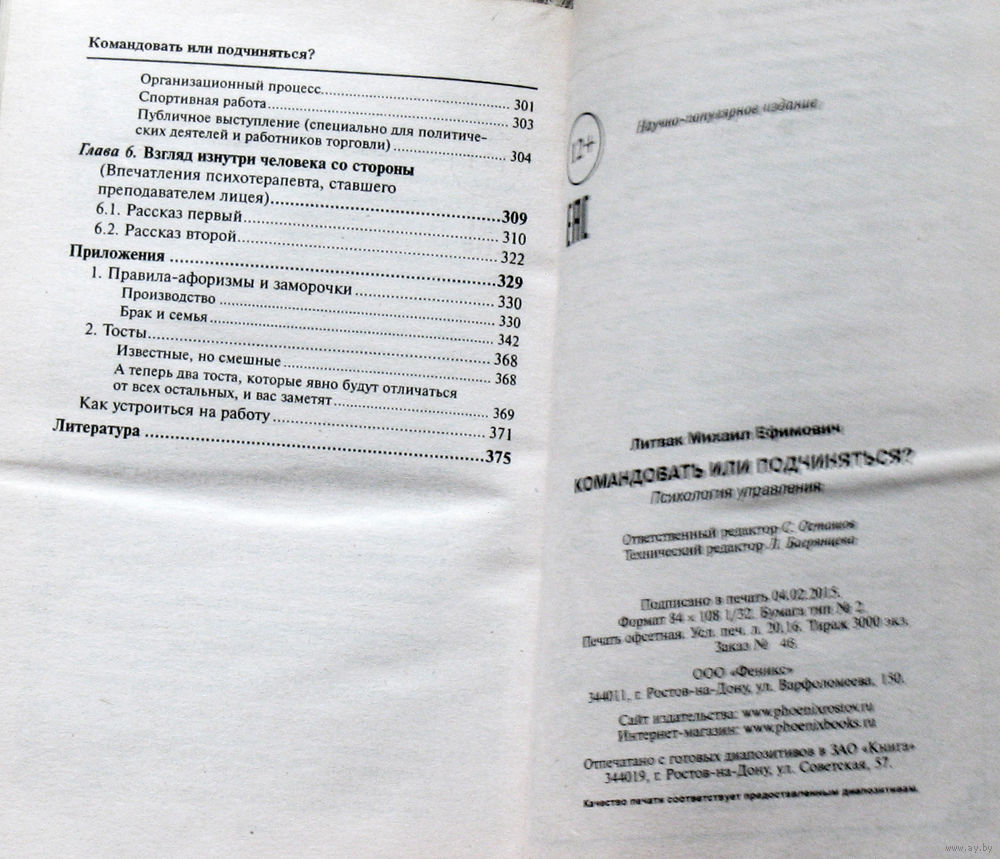 Командовать или подчиняться?
Организационный процесс........ 301
Спортивная работа........ 303
Публичное выступление (специально для политиче-
ских деятелей и работников торговли)........ 304
Глава 6. Взгляд изнутри человека со стороны
(Впечатления психотерапевта, ставшего
преподавателем лицея)........309
6.1. Рассказ первый........ 310
6.2. Рассказ второй........ 322
Приложения ........329
1. Правила-афоризмы и заморочки........ 330
Производство ........ 330
Брак и семья........ 342
2. Тосты........ 368
Известные, но смешные ........ 368
А теперь два тоста, которые явно будут отличаться
от всех остальных, и вас заметят........ 369
Как устроиться на работу........ 371
Литература ........375
Научно-популярное издание
12+
ЕАС
Литвак Михаил Ефимович
КОМАНДОВАТЬ ИЛИ ПОДЧИНЯТЬСЯ?
Психология управления
Ответственный редактор С. Осташов
Технический редактор Л. Багрянцева
Подписано в печать 04.02.2015.
Формат 84 × 108 1/32. Бумага тип № 2.
Печать офсетная. Усл. печ. л. 20,16. Тираж 3000 экз.
Заказ № 46.
ООО «Феникс»
344011, г. Ростов-на-Дону, ул. Варфоломеева, 150.
Сайт издательства: www.phoenixrostov.ru
Интернет-магазин: www.phoenixbooks.ru
Отпечатано с готовых диапозитивов в ЗАО «Книга»
344019, г. Ростов-на-Дону, ул. Советская, 57.
Качество печати соответствует предоставленным диапозитивам.
www.ay.by